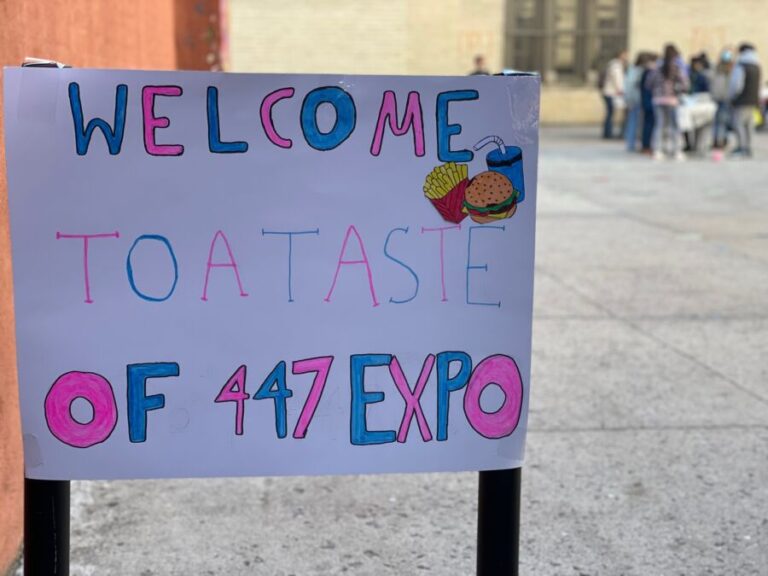 WELCOME
TO A TASTE
OF 447 EXPO